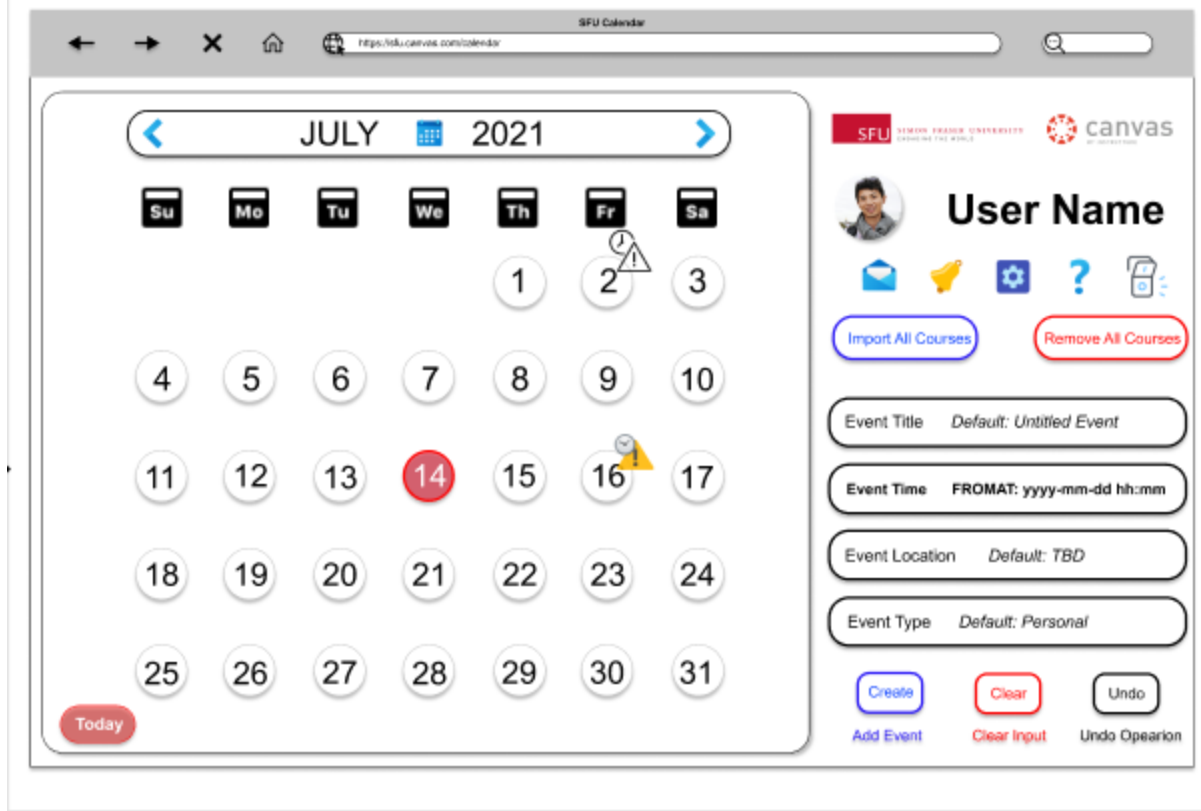 SFU Calendar
https://sfu.canvas.com/calendar
JULY 2021
Su Mo Tu We Th Fr Sa
1 2 3
4 5 6 7 8 9 10
11 12 13 14 15 16 17
18 19 20 21 22 23 24
25 26 27 28 29 30 31
Today
SFU SIMON FRASER UNIVERSITY
canvas
User Name
Import All Courses Remove All Courses
Event Title Default: Untitled Event
Event Time FROMAT: yyyy-mm-dd hh:mm
Event Location Default: TBD
Event Type Default: Personal
Create Clear Undo
Add Event Clear Input Undo Opearion